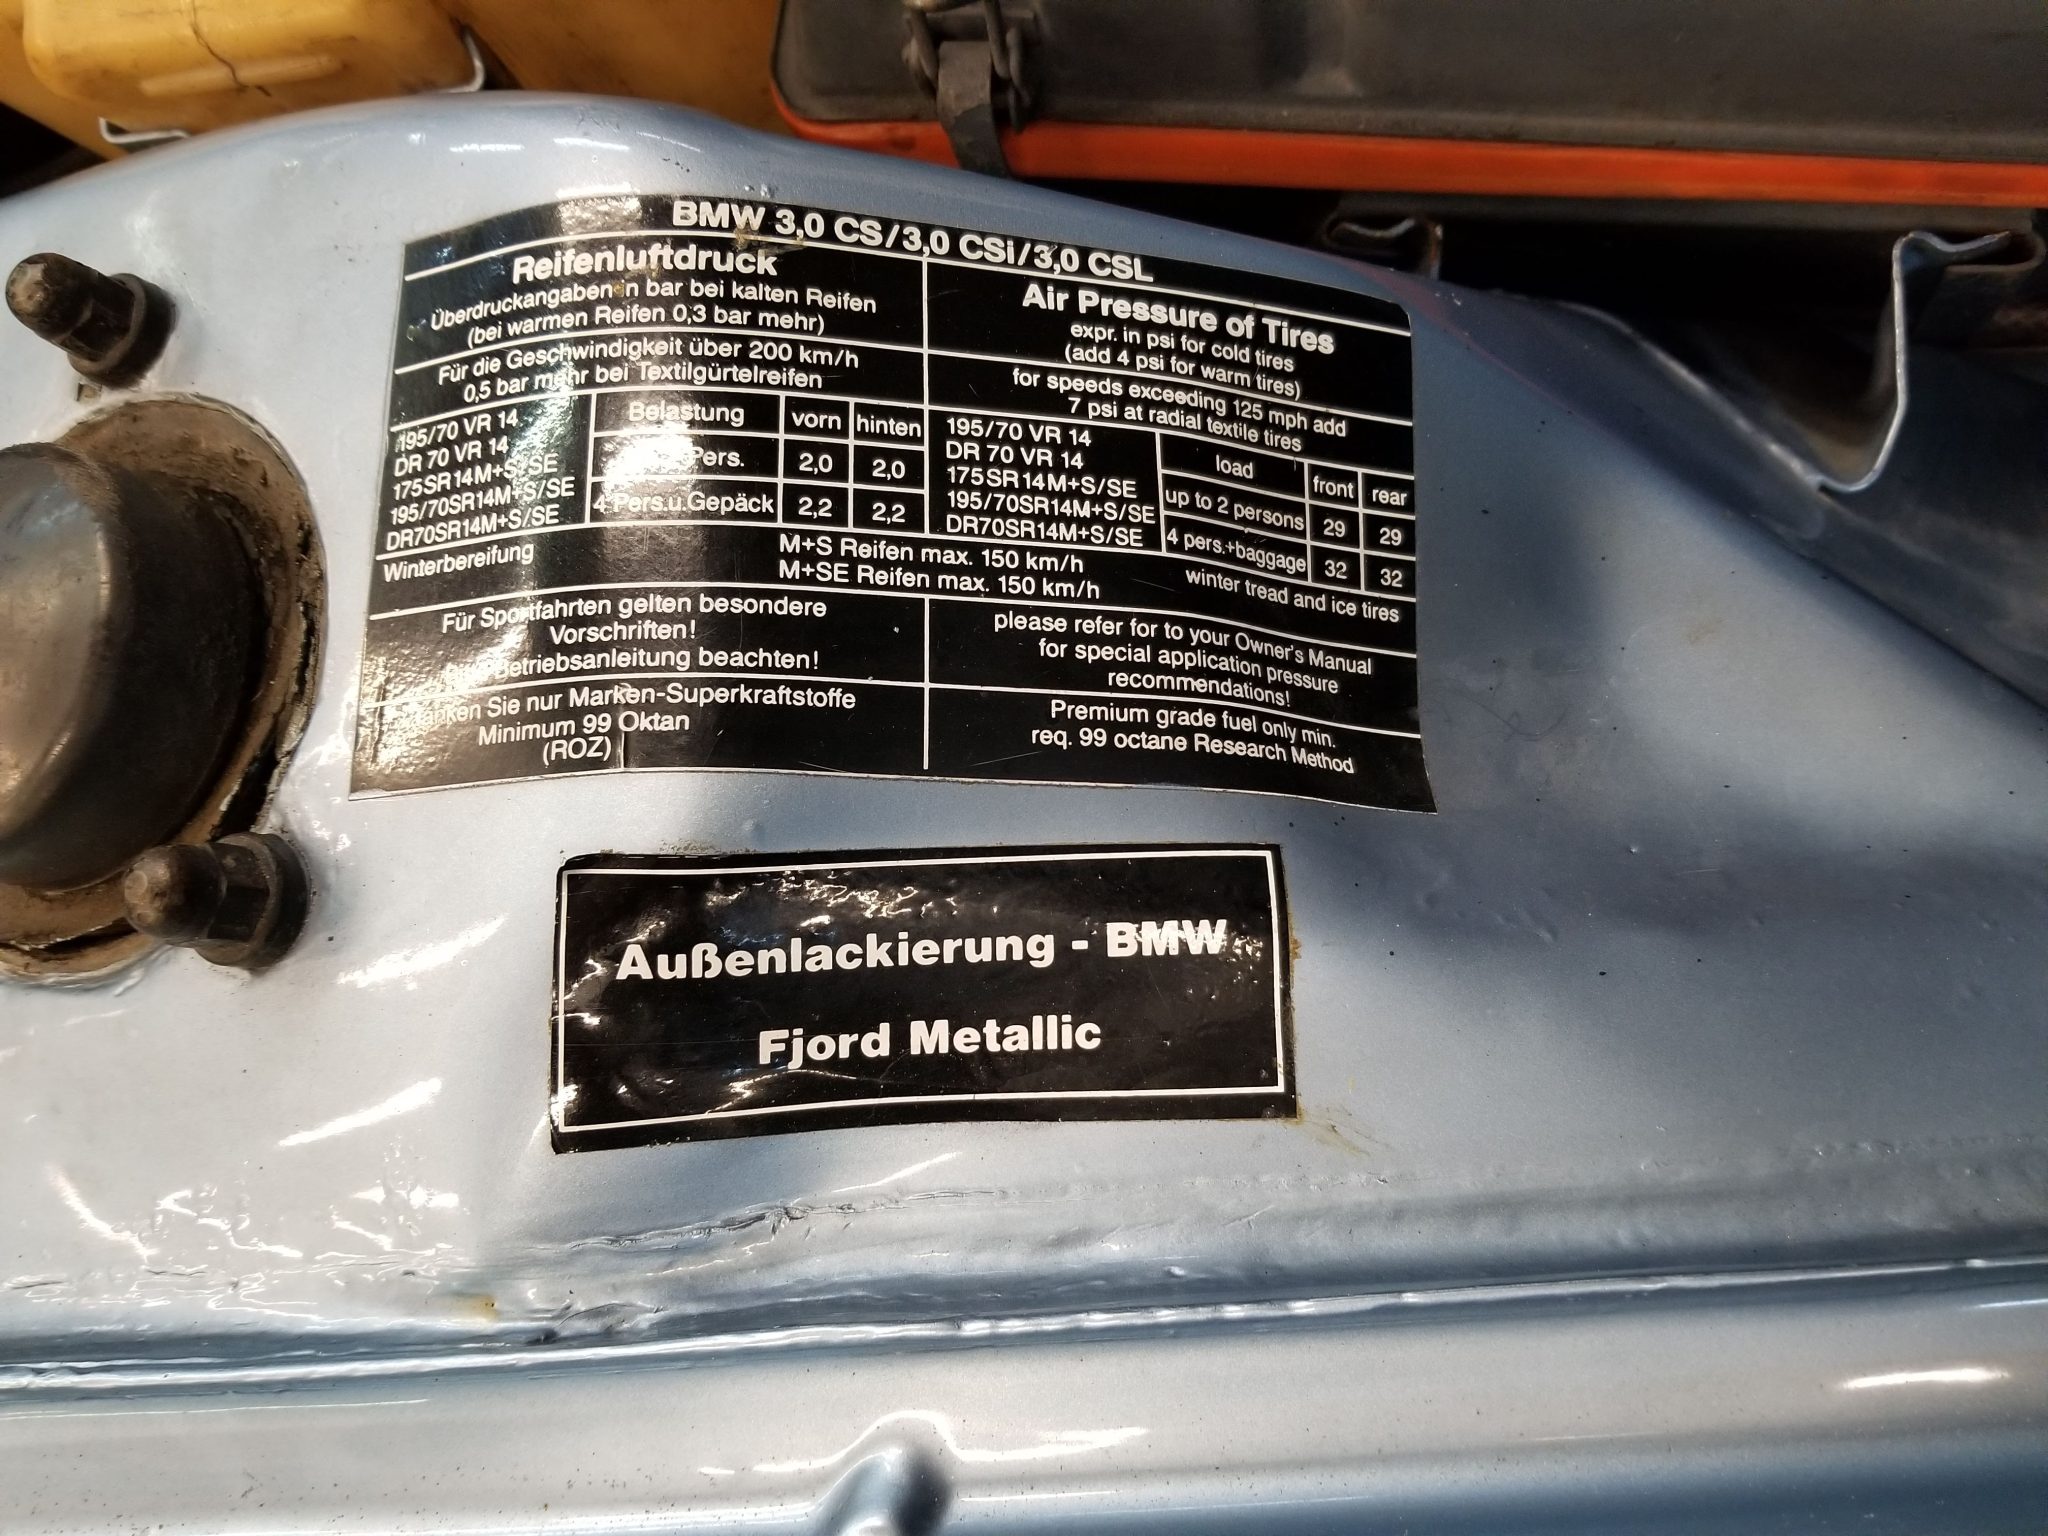 BMW 3,0 CS/3,0 CSi/3,0 CSL
Reifenluftdruck
Überdruckangaben in bar bei kalten Reifen
(bei warmen Reifen 0,3 bar mehr)
Für die Geschwindigkeit über 200 km/h
0,5 bar mehr bei Textilgürtelreifen
195/70 VR 14
DR 70 VR 14
175SR14M+S/SE
195/70SR14M+S/SE
DR70SR14M+S/SE
Belastung vorn hinten
Pers. 2,0 2,0
4 Pers.u.Gepäck 2,2 2,2
Winterbereifung
M+S Reifen max. 150 km/h
M+SE Reifen max. 150 km/h
Für Sportfahrten gelten besondere
Vorschriften!
Betriebsanleitung beachten!
Tanken Sie nur Marken-Superkraftstoffe
Minimum 99 Oktan
(ROZ)
Air Pressure of Tires
expr. in psi for cold tires
(add 4 psi for warm tires)
for speeds exceeding 125 mph add
7 psi at radial textile tires
195/70 VR 14
DR 70 VR 14
175SR14M+S/SE
195/70SR14M+S/SE
DR70SR14M+S/SE
load front rear
up to 2 persons 29 29
4 pers.+baggage 32 32
winter tread and ice tires
please refer for to your Owner's Manual
for special application pressure
recommendations!
Premium grade fuel only min.
req. 99 octane Research Method
Außenlackierung - BMW
Fjord Metallic